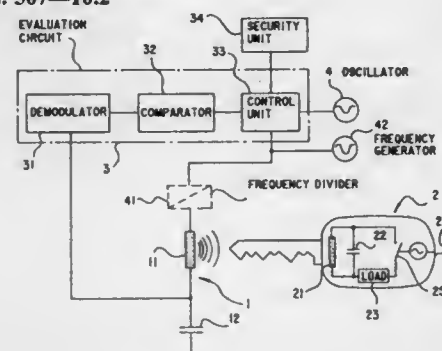 EVALUATION
CIRCUIT
34
SECURITY
UNIT
32
33
4 OSCILLATOR
DEMODULATOR
COMPARATOR
CONTROL
UNIT
42
31
3
FREQUENCY
GENERATOR
41
FREQUENCY DIVIDER
11
2
22
21
LOAD
23
25
1
12